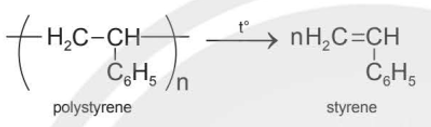 H₂C–CH t° nH₂C=CH
C₆H₅ n C₆H₅
polystyrene styrene